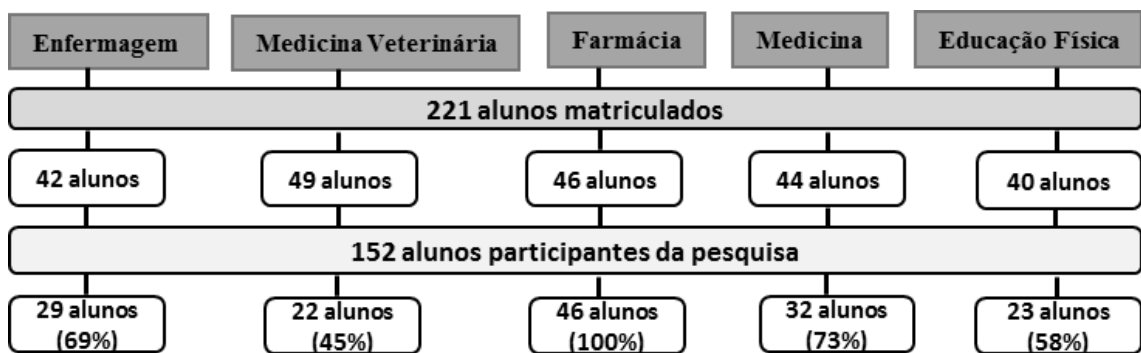 Enfermagem
Medicina Veterinária
Farmácia
Medicina
Educação Física
221 alunos matriculados
42 alunos
49 alunos
46 alunos
44 alunos
40 alunos
152 alunos participantes da pesquisa
29 alunos
(69%)
22 alunos
(45%)
46 alunos
(100%)
32 alunos
(73%)
23 alunos
(58%)